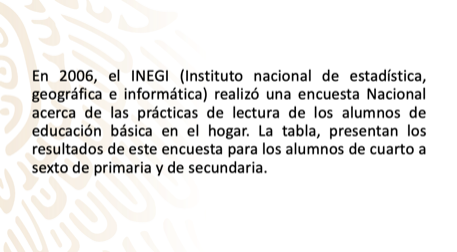 En 2006, el INEGI (Instituto nacional de estadística,
geográfica e informática) realizó una encuesta Nacional
acerca de las prácticas de lectura de los alumnos de
educación básica en el hogar. La tabla, presentan los
resultados de este encuesta para los alumnos de cuarto a
sexto de primaria y de secundaria.